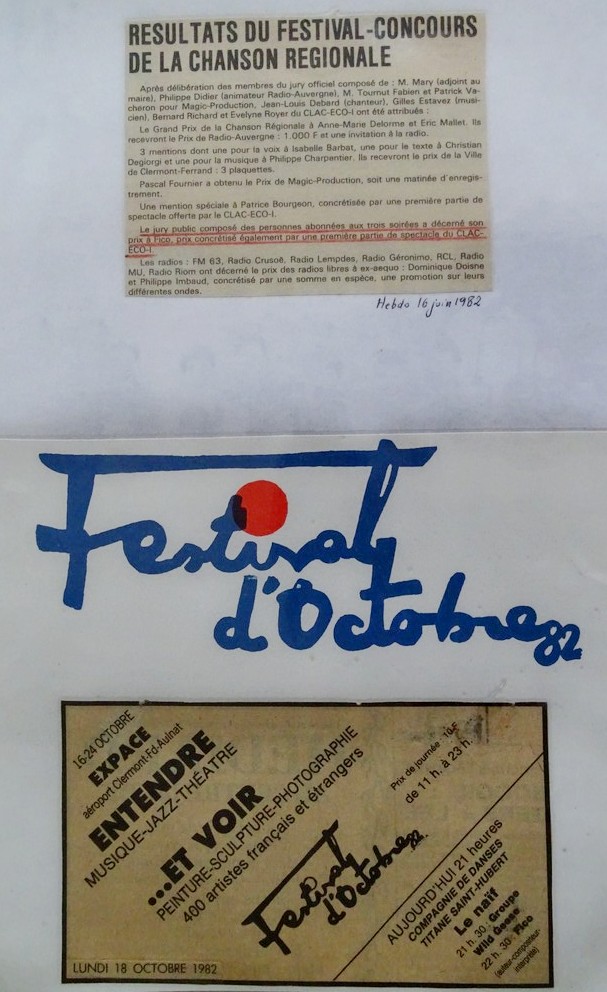 RESULTATS DU FESTIVAL-CONCOURS
DE LA CHANSON REGIONALE
Après délibération des membres du jury officiel composé de : M. Mary (adjoint au
maire), Philippe Didier (animateur Radio-Auvergne), M. Tournut Fabien et Patrick Va-
cheron pour Magic-Production, Jean-Louis Debard (chanteur), Gilles Estavez (musi-
cien), Bernard Richard et Evelyne Royer du CLAC-ECO-I ont été attribués :
Le Grand Prix de la Chanson Régionale à Anne-Marie Delorme et Eric Mallet. Ils
recevront le Prix de Radio-Auvergne : 1.000 F et une invitation à la radio.
3 mentions dont une pour la voix à Isabelle Barbat, une pour le texte à Christian
Degiorgi et une pour la musique à Philippe Charpentier. Ils recevront le prix de la Ville
de Clermont-Ferrand : 3 plaquettes.
Pascal Fournier a obtenu le Prix de Magic-Production, soit une matinée d'enregis-
trement.
Une mention spéciale à Patrice Bourgeon, concrétisée par une première partie de
spectacle offerte par le CLAC-ECO-I.
Le jury public composé des personnes abonnées aux trois soirées a décerné son
prix à Fico, prix concrétisé également par une première partie de spectacle du CLAC-
ECO-I.
Les radios : FM 63, Radio Crusoë, Radio Lempdes, Radio Géronimo, RCL, Radio
MU, Radio Riom ont décerné le prix des radios libres à ex-aequo : Dominique Doisne
et Philippe Imbaud, concrétisé par une somme en espèce, une promotion sur leurs
différentes ondes.
Hebdo 16 juin 1982
Festival
d'Octobre 82
16-24 OCTOBRE
EXPACE
aéroport Clermont-Fd-Aulnat
ENTENDRE
MUSIQUE-JAZZ-THÉATRE
...ET VOIR
PEINTURE-SCULPTURE-PHOTOGRAPHIE
400 artistes français et étrangers
Prix de journée : 10 F
de 11 h. à 23 h.
Festival
d'Octobre 82
AUJOURD'HUI 21 heures
COMPAGNIE DE DANSES
TITANE SAINT-HUBERT
Le naïf
21 h. 30: Groupe
Wild Geese
22 h. 30: Fico
(auteur-compositeur-
interprète)
LUNDI 18 OCTOBRE 1982